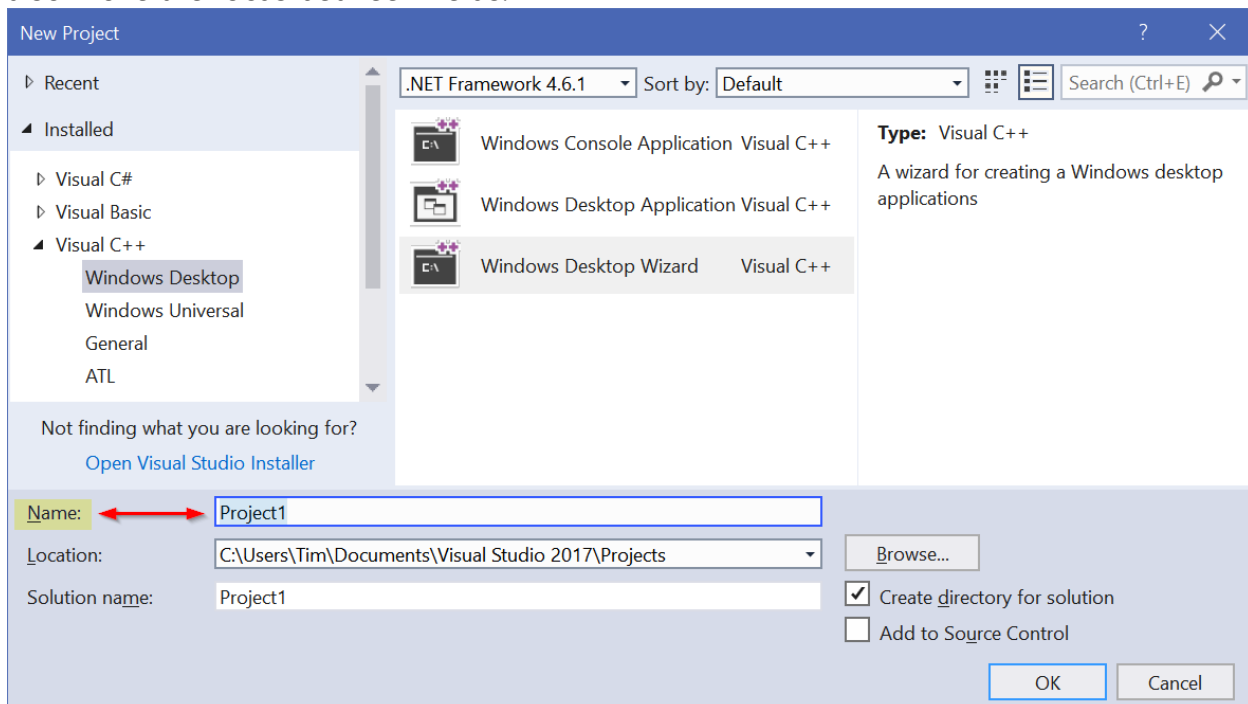 New Project
?
Recent
Installed
Visual C#
Visual Basic
Visual C++
Windows Desktop
Windows Universal
General
ATL
Not finding what you are looking for?
Open Visual Studio Installer
.NET Framework 4.6.1
Sort by: Default
Search (Ctrl+E)
Windows Console Application Visual C++
Windows Desktop Application Visual C++
Windows Desktop Wizard Visual C++
Type: Visual C++
A wizard for creating a Windows desktop
applications
Name: Project1
Location: C:\Users\Tim\Documents\Visual Studio 2017\Projects
Browse...
Solution name: Project1
Create directory for solution
Add to Source Control
OK Cancel